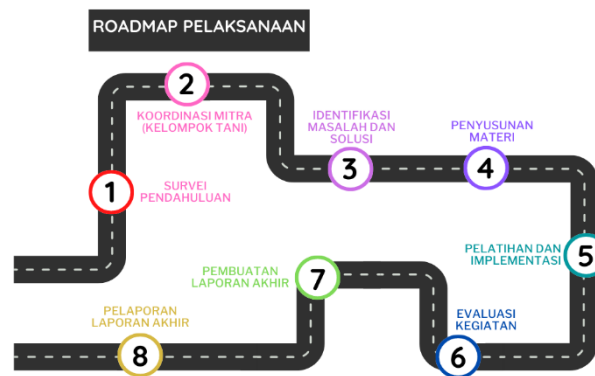 ROADMAP PELAKSANAAN
1
SURVEI
PENDAHULUAN
2
KOORDINASI MITRA
(KELOMPOK TANI)
IDENTIFIKASI
MASALAH DAN
SOLUSI
3
PENYUSUNAN
MATERI
4
PELATIHAN DAN
IMPLEMENTASI
5
EVALUASI
KEGIATAN
6
PEMBUATAN
LAPORAN AKHIR
7
PELAPORAN
LAPORAN AKHIR
8